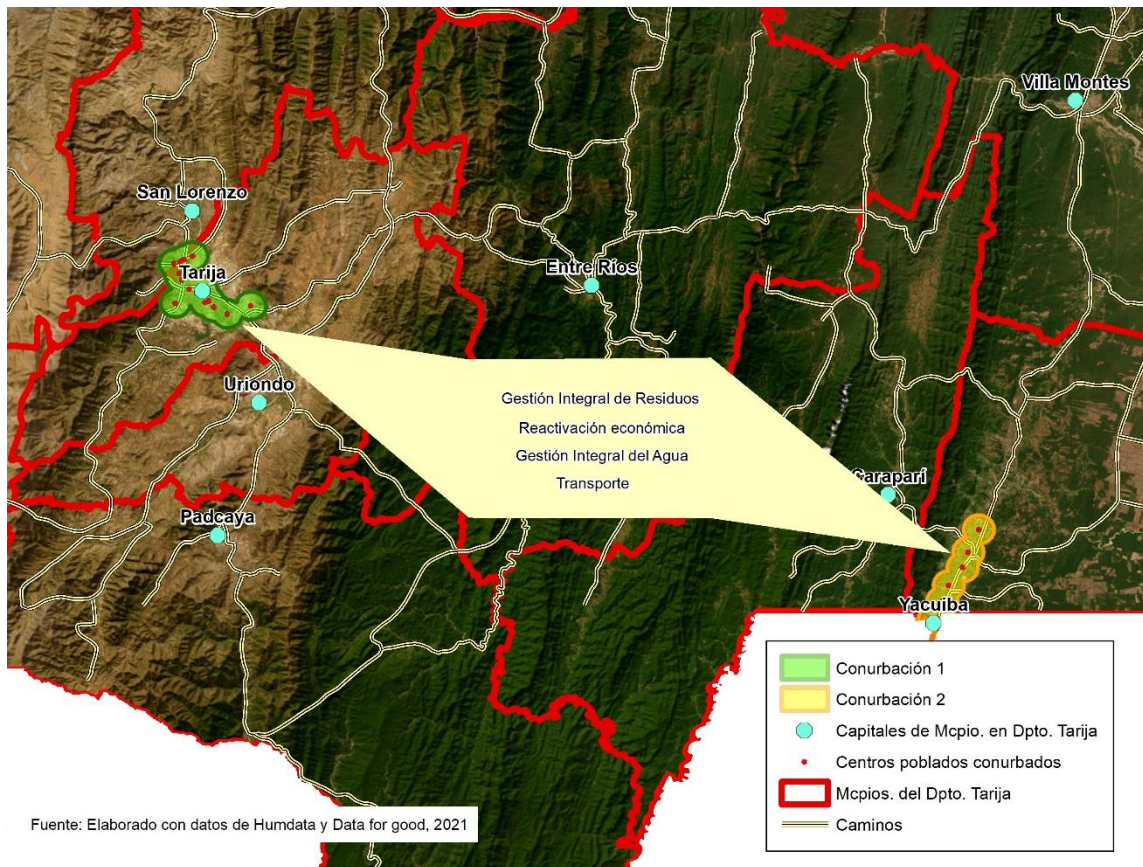 Villa Montes
San Lorenzo
Tarija
Entre Ríos
Uriondo
Gestión Integral de Residuos
Reactivación económica
Gestión Integral del Agua
Transporte
Caraparí
Padcaya
Yacuiba
Conurbación 1
Conurbación 2
Capitales de Mcpio. en Dpto. Tarija
Centros poblados conurbados
Mcpios. del Dpto. Tarija
Caminos
Fuente: Elaborado con datos de Humdata y Data for good, 2021